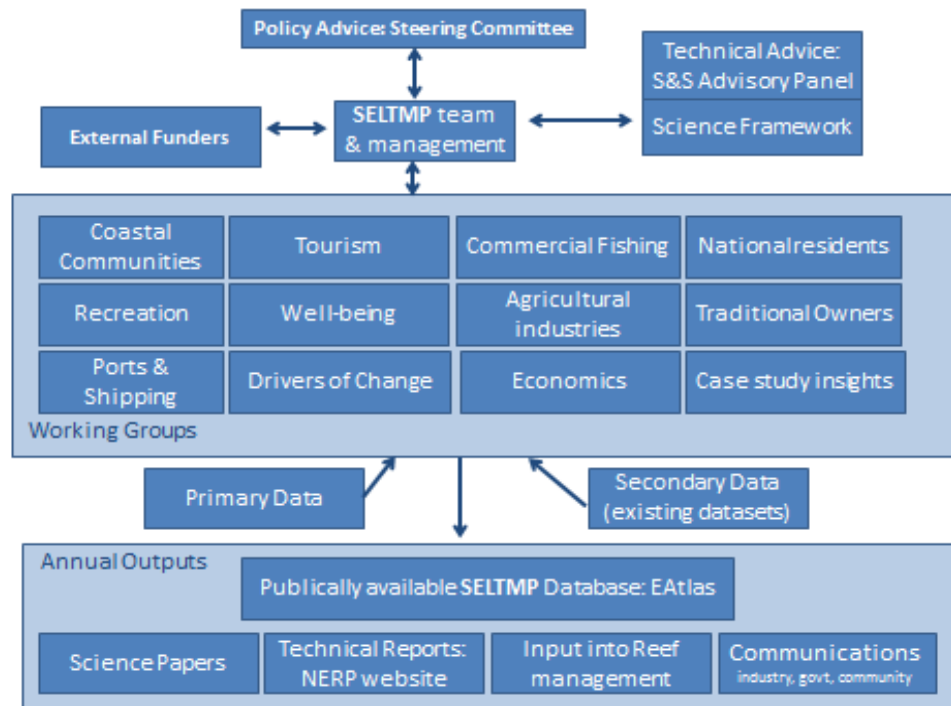 Policy Advice: Steering Committee
Technical Advice:
S&S Advisory Panel
Science Framework
SELTMP team
& management
External Funders
Coastal
Communities
Tourism
Commercial Fishing
National residents
Recreation
Well-being
Agricultural
industries
Traditional Owners
Ports &
Shipping
Drivers of Change
Economics
Case study insights
Working Groups
Primary Data
Secondary Data
(existing datasets)
Annual Outputs
Publically available SELTMP Database: EAtlas
Science Papers
Technical Reports:
NERP website
Input into Reef
management
Communications
industry, govt, community